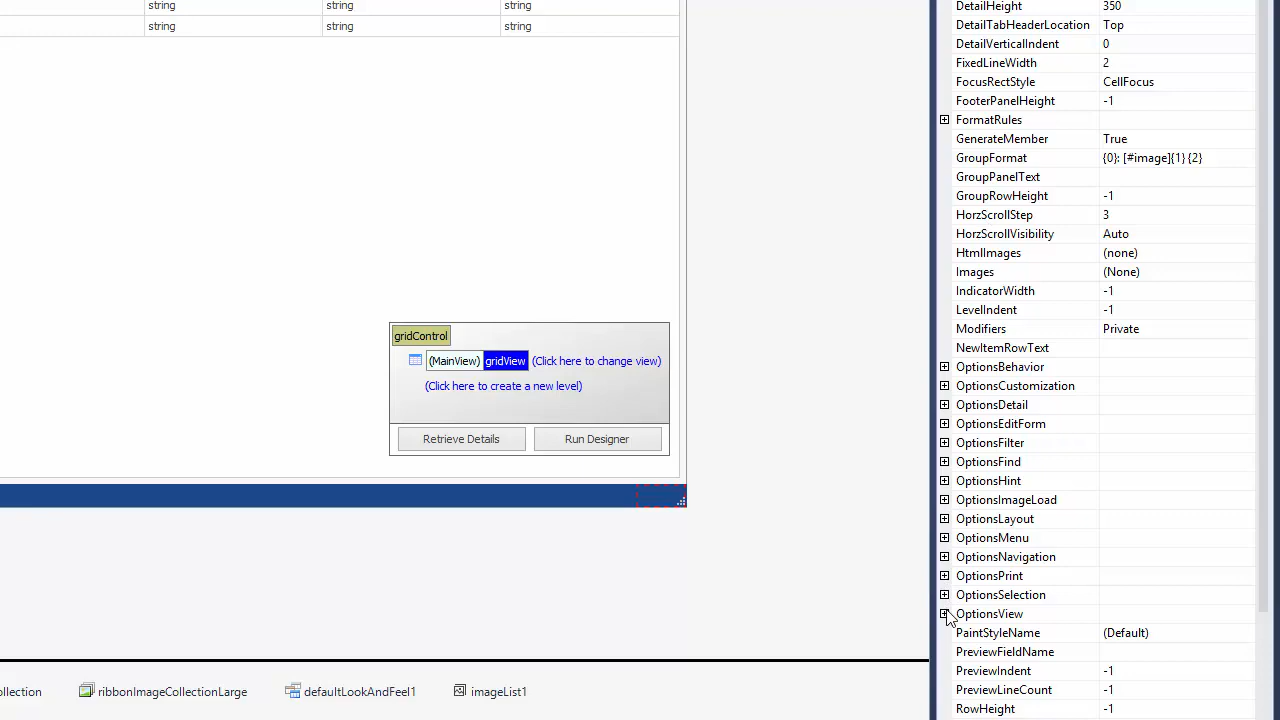 string string string
string string string
gridControl
(MainView) gridView (Click here to change view)
(Click here to create a new level)
Retrieve Details Run Designer
ollection ribbonImageCollectionLarge defaultLookAndFeel1 imageList1
DetailHeight 350
DetailTabHeaderLocation Top
DetailVerticalIndent 0
FixedLineWidth 2
FocusRectStyle CellFocus
FooterPanelHeight -1
FormatRules
GenerateMember True
GroupFormat {0}: [#image]{1} {2}
GroupPanelText
GroupRowHeight -1
HorzScrollStep 3
HorzScrollVisibility Auto
HtmlImages (none)
Images (None)
IndicatorWidth -1
LevelIndent -1
Modifiers Private
NewItemRowText
OptionsBehavior
OptionsCustomization
OptionsDetail
OptionsEditForm
OptionsFilter
OptionsFind
OptionsHint
OptionsImageLoad
OptionsLayout
OptionsMenu
OptionsNavigation
OptionsPrint
OptionsSelection
OptionsView
PaintStyleName (Default)
PreviewFieldName
PreviewIndent -1
PreviewLineCount -1
RowHeight -1